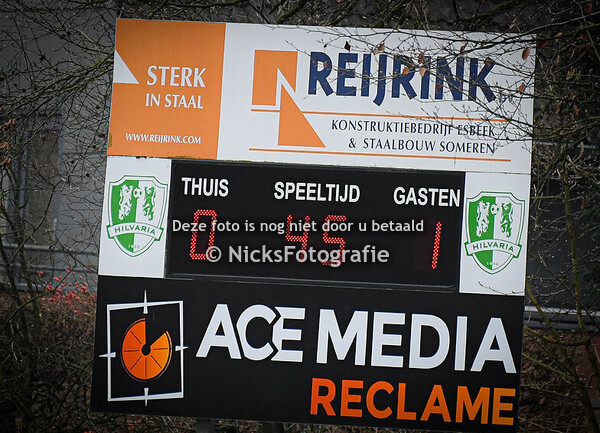 STERK
IN STAAL
WWW.REIJRINK.COM
REIJRINK
KONSTRUKTIEBEDRIJF ESBEEK
& STAALBOUW SOMEREN
THUIS SPEELTIJD GASTEN
0 45 1
Deze foto is nog niet door u betaald
© NicksFotografie
HILVARIA
HILVARIA
ACE MEDIA
RECLAME